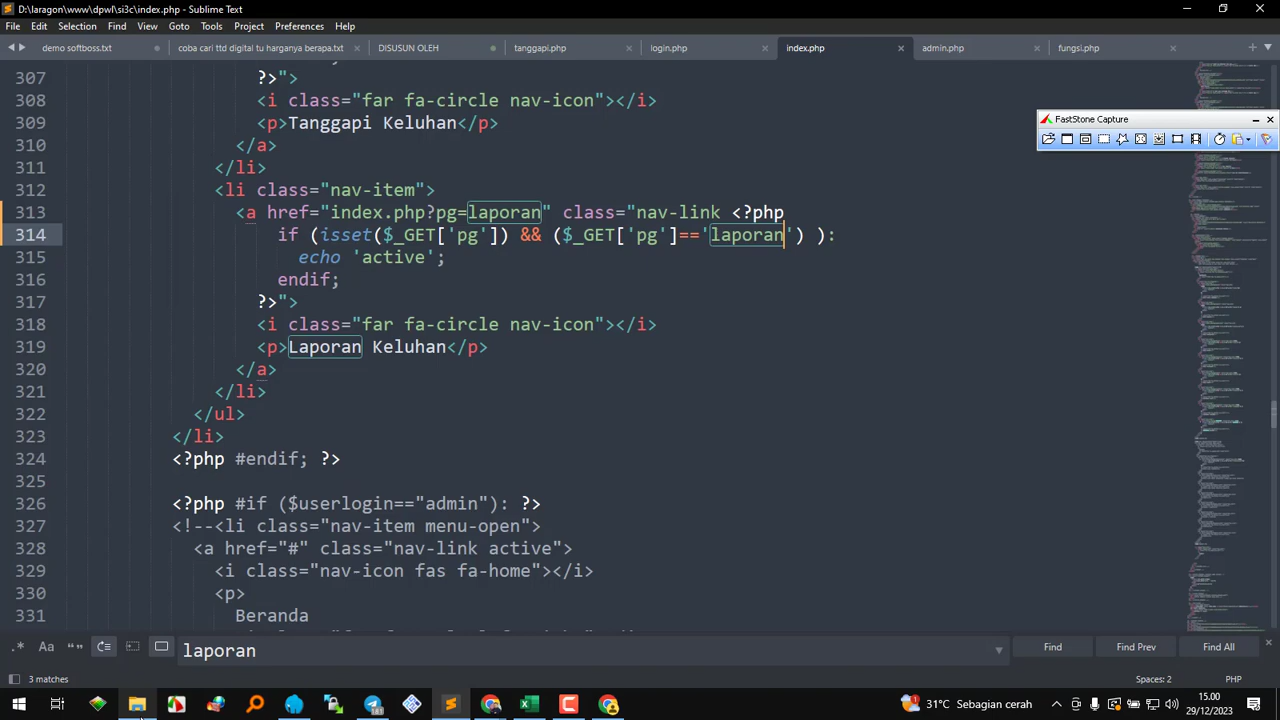 D:\laragon\www\dpwl\si3c\index.php - Sublime Text
File Edit Selection Find View Goto Tools Project Preferences Help
demo softboss.txt coba cari ttd digital tu harganya berapa.txt DISUSUN OLEH tanggapi.php login.php index.php admin.php fungsi.php
FastStone Capture
307 ?>">
308 <i class="far fa-circle nav-icon"></i>
309 <p>Tanggapi Keluhan</p>
310 </a>
311 </li>
312 <li class="nav-item">
313 <a href="index.php?pg=laporan" class="nav-link <?php
314 if (isset($_GET['pg']) && ($_GET['pg']=='laporan') ):
315 echo 'active';
316 endif;
317 ?>">
318 <i class="far fa-circle nav-icon"></i>
319 <p>Laporan Keluhan</p>
320 </a>
321 </li>
322 </ul>
323 </li>
324 <?php #endif; ?>
325
326 <?php #if ($userlogin=="admin"): ?>
327 <!--<li class="nav-item menu-open">
328 <a href="#" class="nav-link active">
329 <i class="nav-icon fas fa-home"></i>
330 <p>
331 Beranda
laporan
Find Find Prev Find All
3 matches Spaces: 2 PHP
31°C Sebagian cerah
15.00
29/12/2023